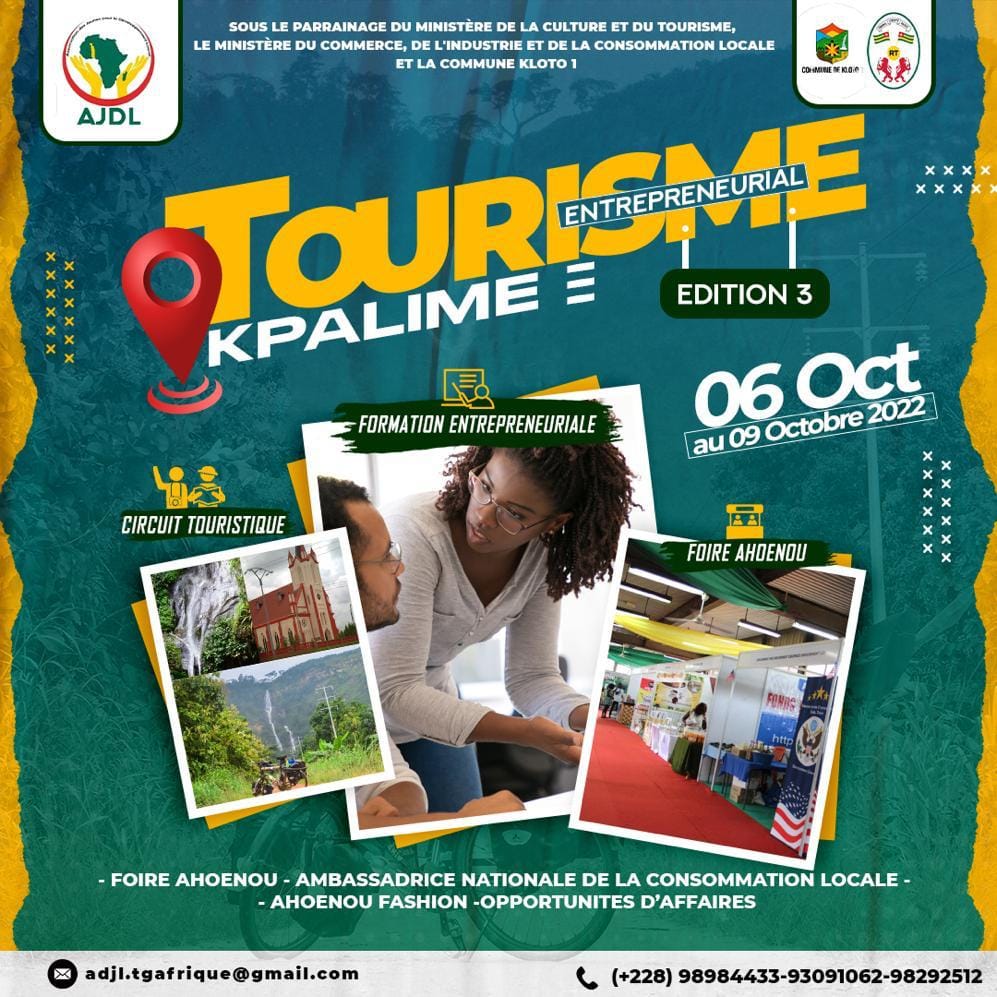 SOUS LE PARRAINAGE DU MINISTÈRE DE LA CULTURE ET DU TOURISME,
LE MINISTÈRE DU COMMERCE, DE L'INDUSTRIE ET DE LA CONSOMMATION LOCALE
ET LA COMMUNE KLOTO 1
AJDL
COMMUNE DE KLOTO
RT
TOURISME
ENTREPRENEURIAL
KPALIME
EDITION 3
06 Oct
au 09 Octobre 2022
FORMATION ENTREPRENEURIALE
CIRCUIT TOURISTIQUE
FOIRE AHOENOU
FONDS
http
- FOIRE AHOENOU - AMBASSADRICE NATIONALE DE LA CONSOMMATION LOCALE -
- AHOENOU FASHION -OPPORTUNITES D'AFFAIRES
adjl.tgafrique@gmail.com
(+228) 98984433-93091062-98292512